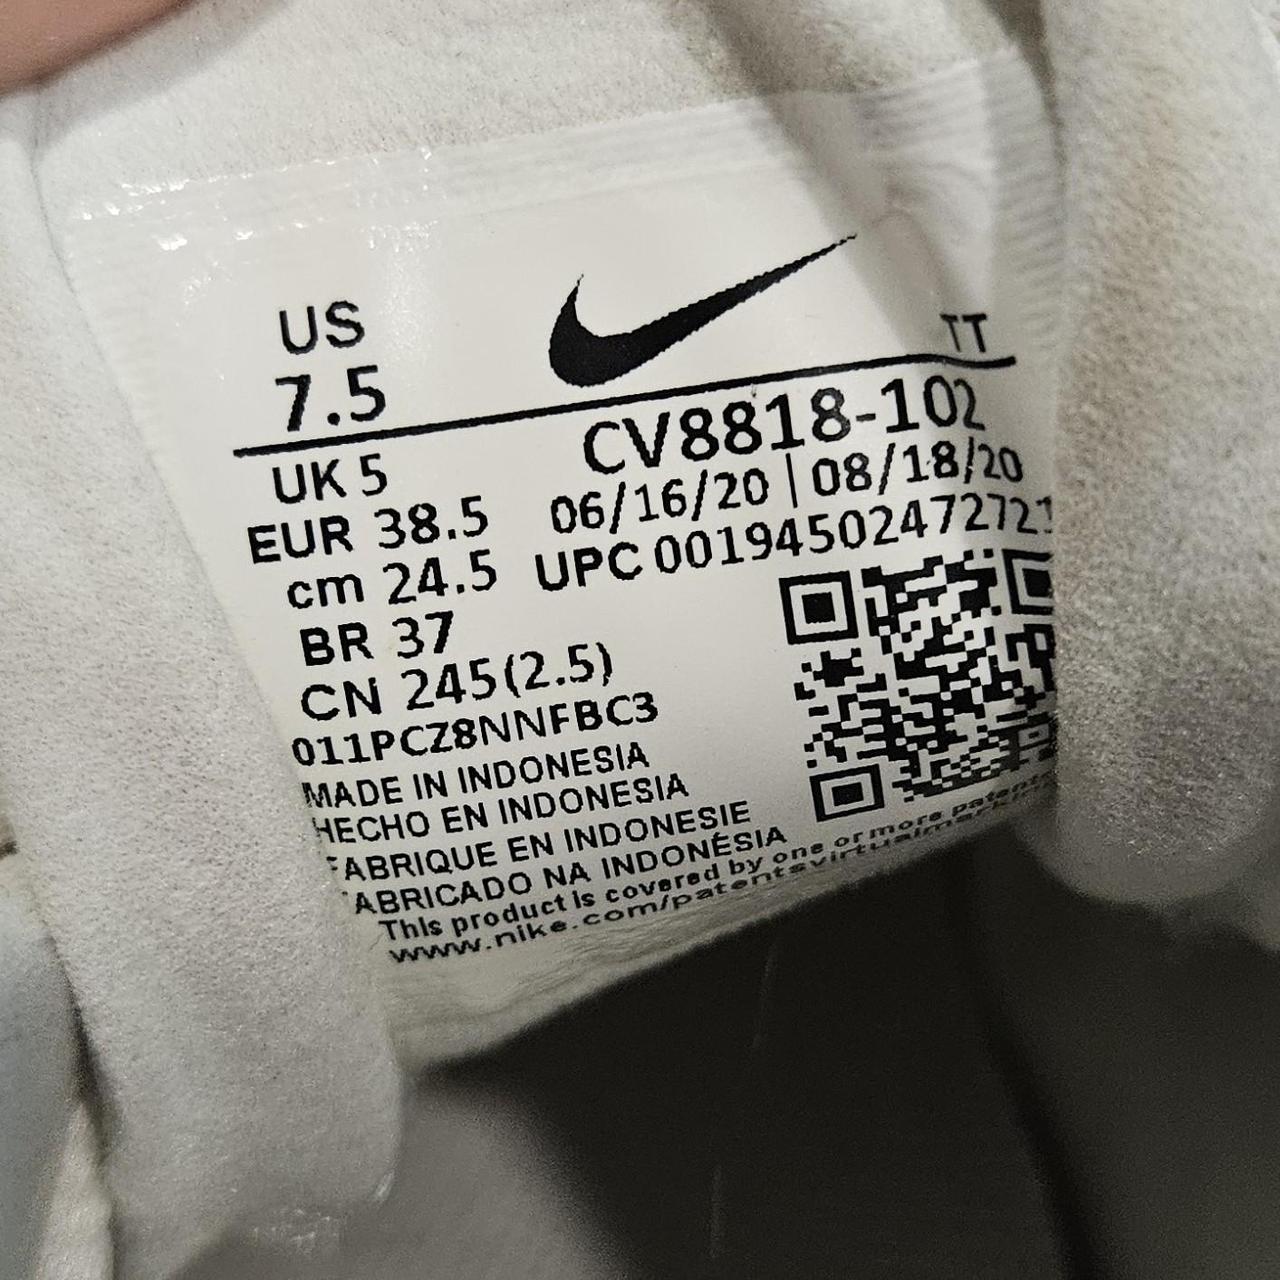 US
7.5
TT
UK 5
CV8818-102
EUR 38.5
06/16/20 | 08/18/20
cm 24.5
UPC 00194502472721
BR 37
CN 245(2.5)
011PCZ8NNFBC3
MADE IN INDONESIA
HECHO EN INDONESIA
FABRIQUE EN INDONESIE
FABRICADO NA INDONÉSIA
This product is covered by one or more
www.nike.com/patentsvirtualmar